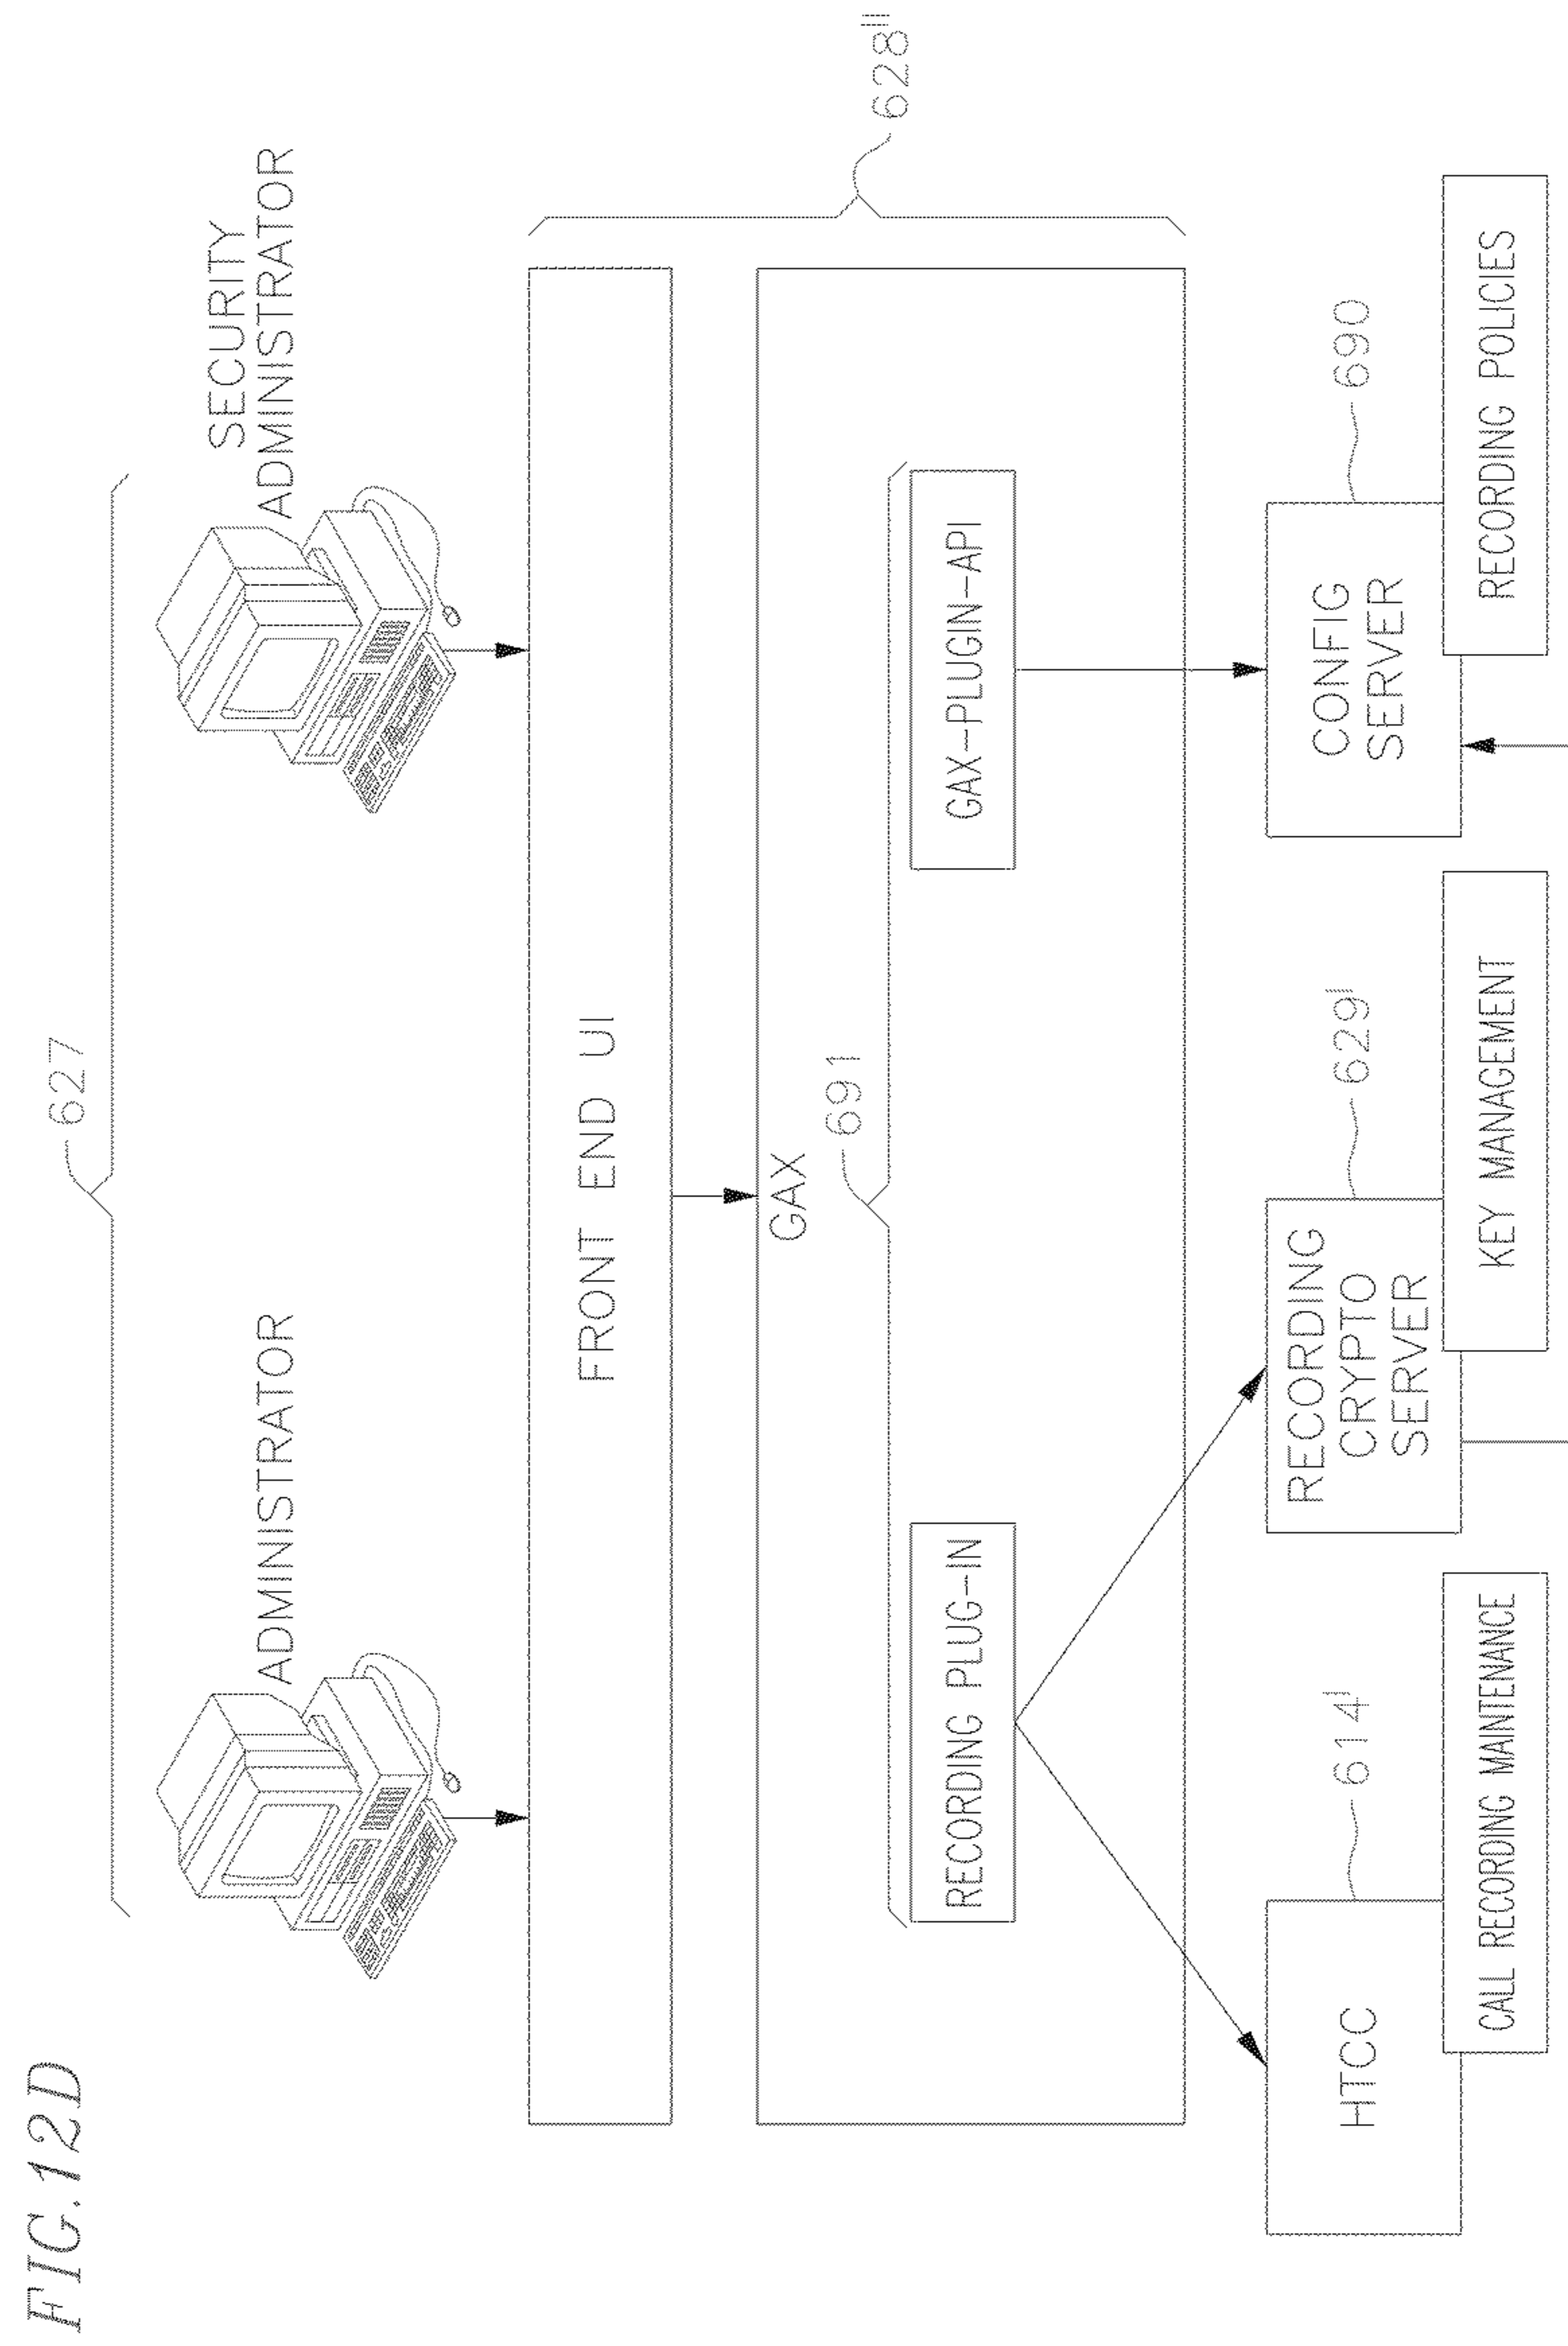 FIG.12D
627
ADMINISTRATOR
SECURITY
ADMINISTRATOR
FRONT END UI
628'''
GAX
691
RECORDING PLUG-IN
GAX-PLUGIN-API
614'
629'
690
HTCC
RECORDING
CRYPTO
SERVER
CONFIG
SERVER
CALL RECORDING MAINTENANCE
KEY MANAGEMENT
RECORDING POLICIES